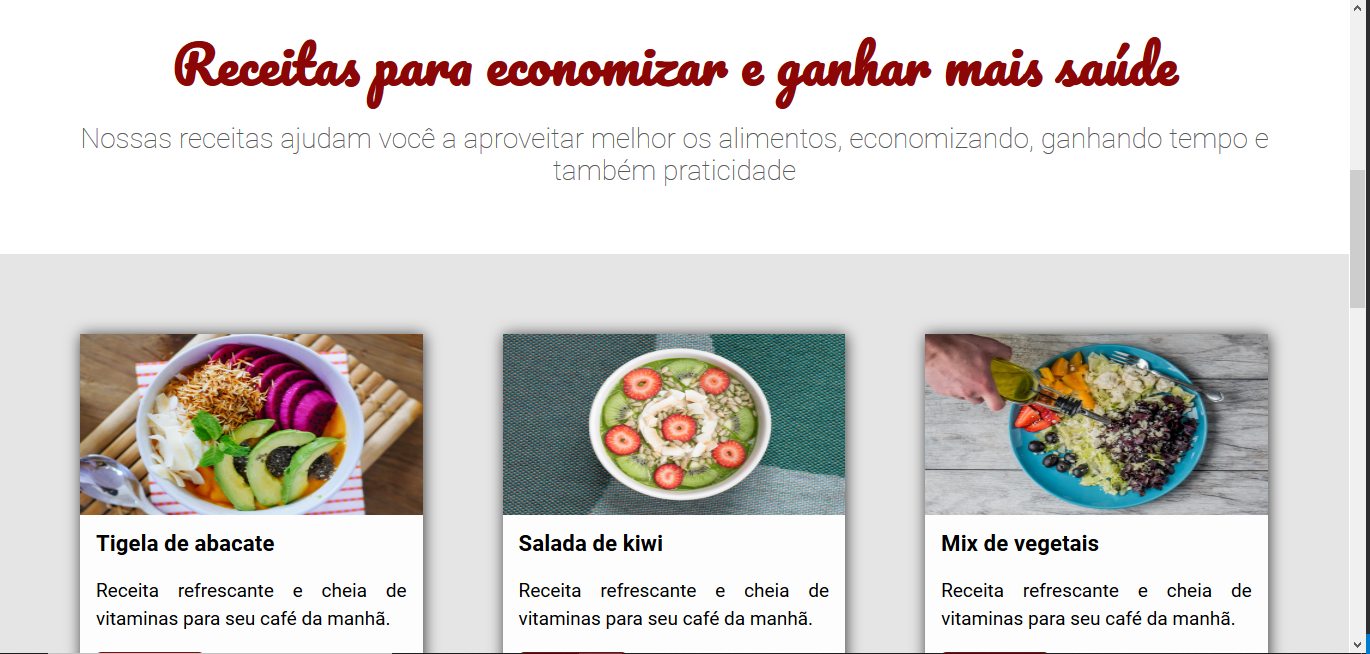 Receitas para economizar e ganhar mais saúde
Nossas receitas ajudam você a aproveitar melhor os alimentos, economizando, ganhando tempo e
também praticidade
Tigela de abacate
Receita refrescante e cheia de
vitaminas para seu café da manhã.
Salada de kiwi
Receita refrescante e cheia de
vitaminas para seu café da manhã.
Mix de vegetais
Receita refrescante e cheia de
vitaminas para seu café da manhã.